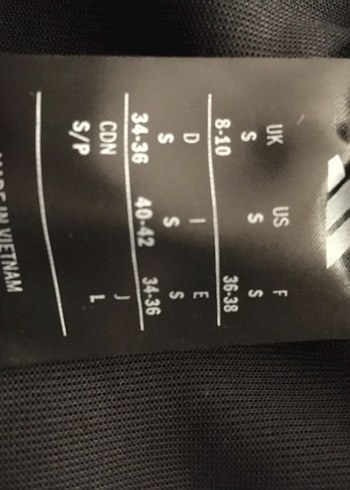 UK US F
S S S
8-10 36-38
D I E
S S S
34-36 40-42 34-36
CDN J
S/P L
MADE IN VIETNAM